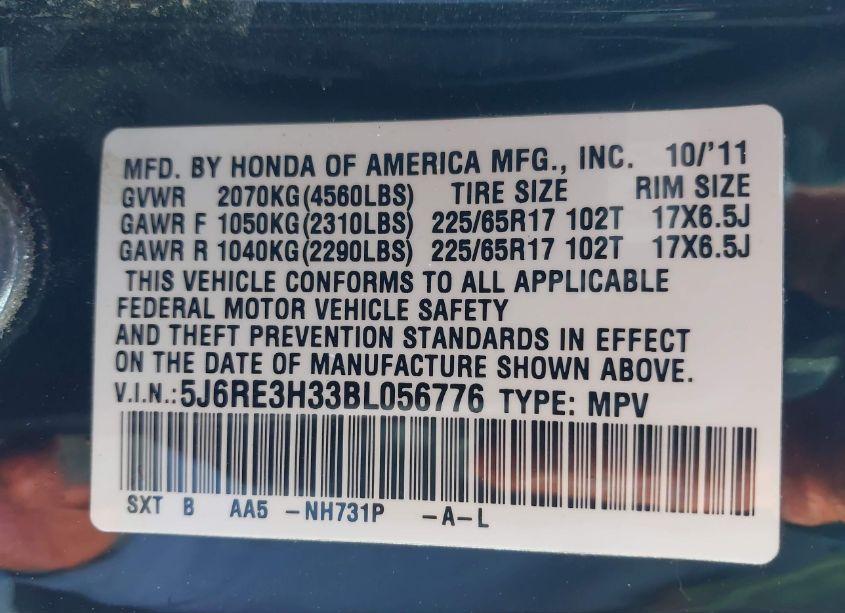 MFD. BY HONDA OF AMERICA MFG., INC. 10/'11
GVWR 2070KG(4560LBS) TIRE SIZE RIM SIZE
GAWR F 1050KG(2310LBS) 225/65R17 102T 17X6.5J
GAWR R 1040KG(2290LBS) 225/65R17 102T 17X6.5J
THIS VEHICLE CONFORMS TO ALL APPLICABLE
FEDERAL MOTOR VEHICLE SAFETY
AND THEFT PREVENTION STANDARDS IN EFFECT
ON THE DATE OF MANUFACTURE SHOWN ABOVE.
V.I.N.:5J6RE3H33BL056776 TYPE: MPV
SXT B AA5 -NH731P -A-L